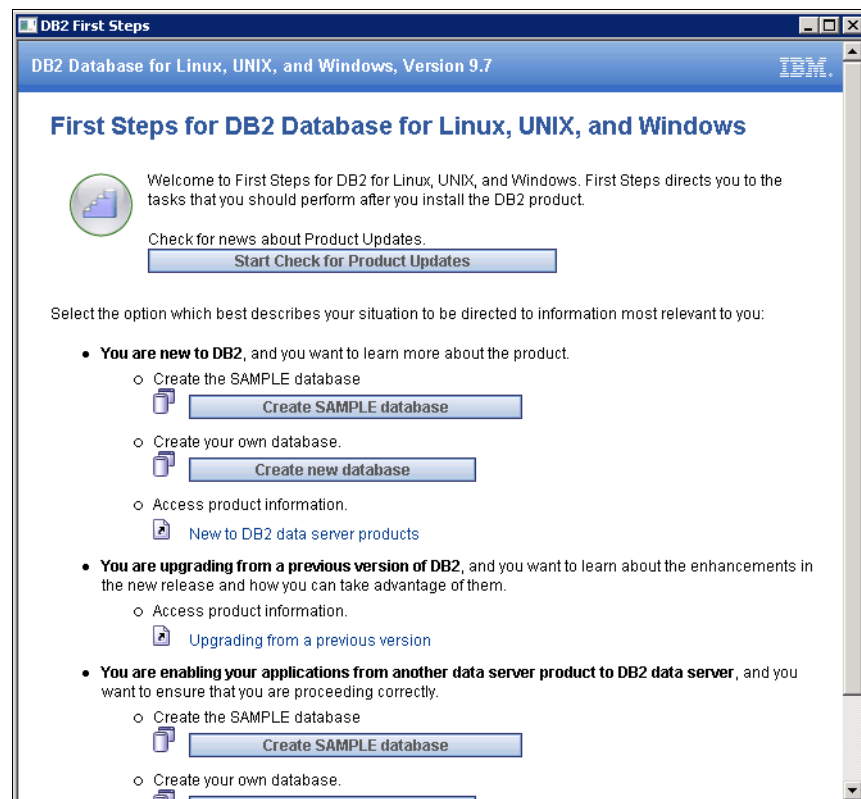 DB2 First Steps
DB2 Database for Linux, UNIX, and Windows, Version 9.7
IBM.
First Steps for DB2 Database for Linux, UNIX, and Windows
Welcome to First Steps for DB2 for Linux, UNIX, and Windows. First Steps directs you to the
tasks that you should perform after you install the DB2 product.
Check for news about Product Updates.
Start Check for Product Updates
Select the option which best describes your situation to be directed to information most relevant to you:
• You are new to DB2, and you want to learn more about the product.
o Create the SAMPLE database
Create SAMPLE database
o Create your own database.
Create new database
o Access product information.
New to DB2 data server products
• You are upgrading from a previous version of DB2, and you want to learn about the enhancements in
the new release and how you can take advantage of them.
o Access product information.
Upgrading from a previous version
• You are enabling your applications from another data server product to DB2 data server, and you
want to ensure that you are proceeding correctly.
o Create the SAMPLE database
Create SAMPLE database
o Create your own database.